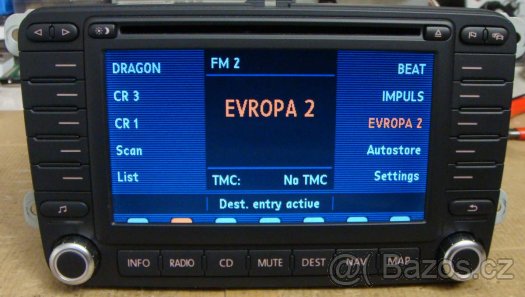 FM 2
DRAGON
BEAT
CR 3
IMPULS
EVROPA 2
CR 1
EVROPA 2
Scan
Autostore
List
TMC: No TMC
Settings
Dest. entry active
INFO RADIO CD MUTE DEST NAV MAP
© Bazos.cz